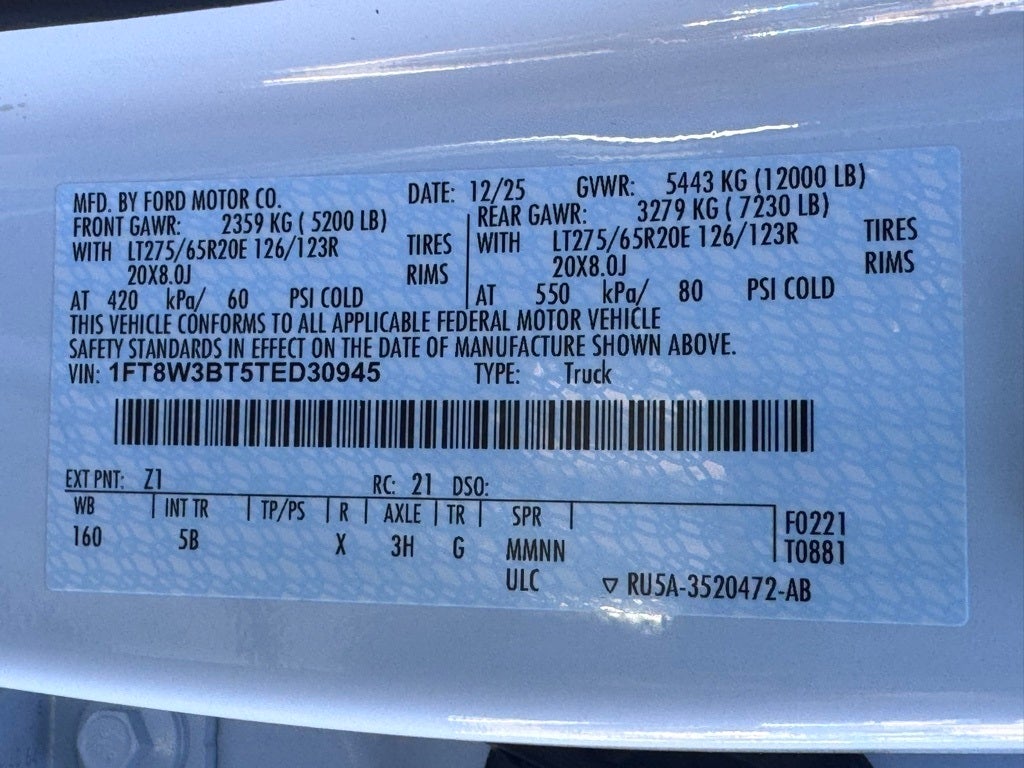 MFD. BY FORD MOTOR CO. DATE: 12/25 GVWR: 5443 KG (12000 LB)
FRONT GAWR: 2359 KG ( 5200 LB) REAR GAWR: 3279 KG ( 7230 LB)
WITH LT275/65R20E 126/123R TIRES WITH LT275/65R20E 126/123R TIRES
20X8.0J RIMS 20X8.0J RIMS
AT 420 kPa/ 60 PSI COLD AT 550 kPa/ 80 PSI COLD
THIS VEHICLE CONFORMS TO ALL APPLICABLE FEDERAL MOTOR VEHICLE
SAFETY STANDARDS IN EFFECT ON THE DATE OF MANUFACTURE SHOWN ABOVE.
VIN: 1FT8W3BT5TED30945 TYPE: Truck
EXT PNT: Z1 RC: 21 DSO:
WB INT TR TP/PS R AXLE TR SPR F0221
160 5B X 3H G MMNN T0881
ULC RU5A-3520472-AB